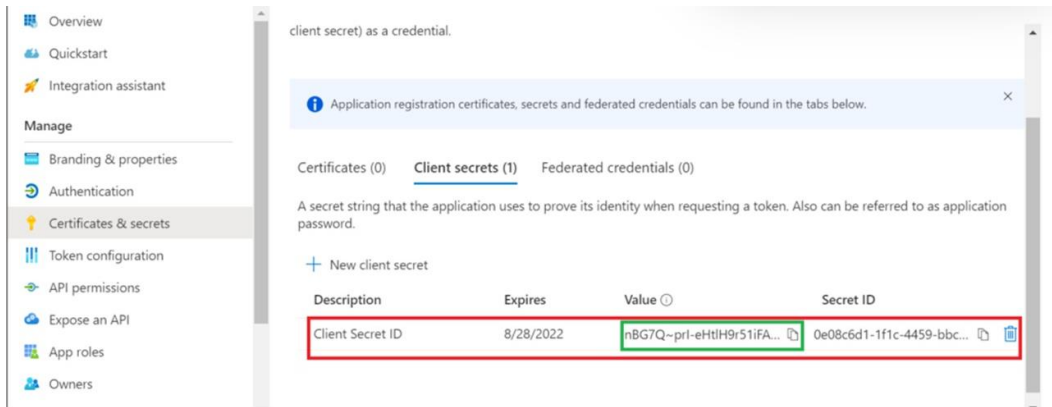 Overview
Quickstart
Integration assistant
Manage
Branding & properties
Authentication
Certificates & secrets
Token configuration
API permissions
Expose an API
App roles
Owners
client secret) as a credential.
Application registration certificates, secrets and federated credentials can be found in the tabs below.
Certificates (0) Client secrets (1) Federated credentials (0)
A secret string that the application uses to prove its identity when requesting a token. Also can be referred to as application
password.
New client secret
Description Expires Value Secret ID
Client Secret ID 8/28/2022 nBG7Q~prI-eHtlH9r51iFA... 0e08c6d1-1f1c-4459-bbc...